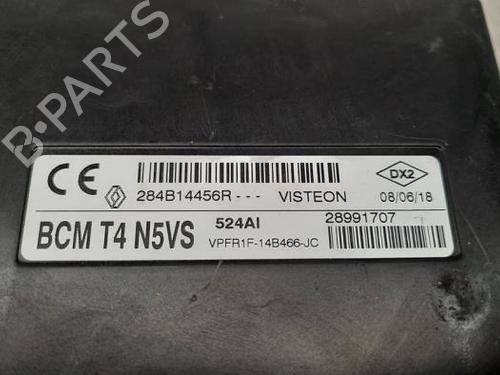 B-PARTS
CE
284B14456R--- VISTEON
DX2
08/06/18
BCM T4 N5VS
524AI
28991707
VPFR1F-14B466-JC